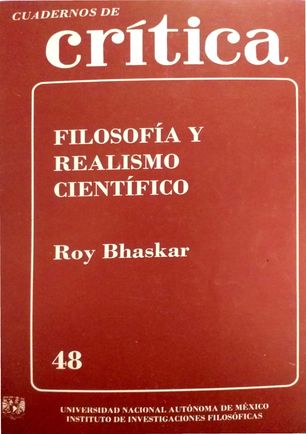 CUADERNOS DE
crítica
FILOSOFÍA Y
REALISMO
CIENTÍFICO
Roy Bhaskar
48
UNIVERSIDAD NACIONAL AUTÓNOMA DE MÉXICO
INSTITUTO DE INVESTIGACIONES FILOSÓFICAS